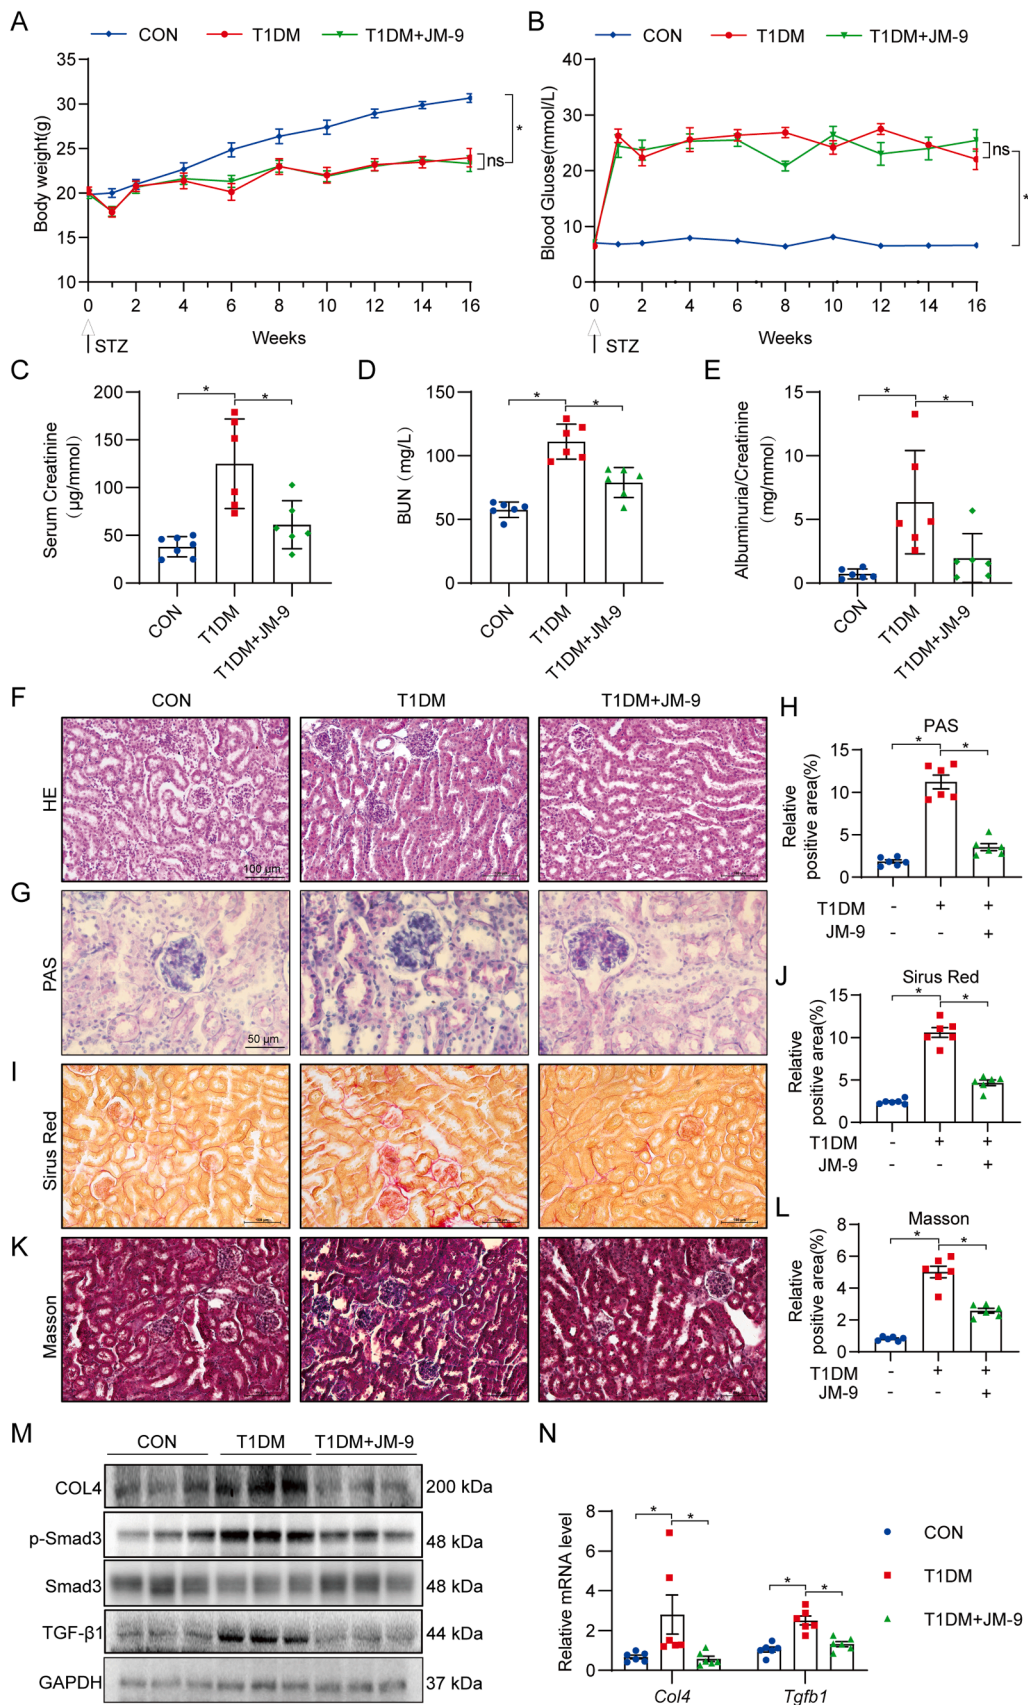 A
CON T1DM T1DM+JM-9
Body weight(g)
35
30
25
20
15
10
* ns
0 2 4 6 8 10 12 14 16
Weeks
STZ
B
CON T1DM T1DM+JM-9
Blood Gluose(mmol/L)
40
30
20
10
0
ns *
0 2 4 6 8 10 12 14 16
Weeks
STZ
C
Serum Creatinine
(μg/mmol)
200
150
100
50
0
* *
CON T1DM T1DM+JM-9
D
BUN (mg/L)
150
100
50
0
* *
CON T1DM T1DM+JM-9
E
Albuminuria/Creatinine
(mg/mmol)
15
10
5
0
* *
CON T1DM T1DM+JM-9
F
CON T1DM T1DM+JM-9
HE
100 μm
G
PAS
50 μm
H
PAS
Relative
positive area(%)
15
10
5
0
* *
T1DM - + +
JM-9 - - +
I
Sirus Red
J
Sirus Red
Relative
positive area(%)
15
10
5
0
* *
T1DM - + +
JM-9 - - +
K
Masson
L
Masson
Relative
positive area(%)
8
6
4
2
0
* *
T1DM - + +
JM-9 - - +
M
CON T1DM T1DM+JM-9
COL4 200 kDa
p-Smad3 48 kDa
Smad3 48 kDa
TGF-β1 44 kDa
GAPDH 37 kDa
N
Relative mRNA level
8
6
4
2
0
* * * *
Col4 Tgfb1
CON
T1DM
T1DM+JM-9